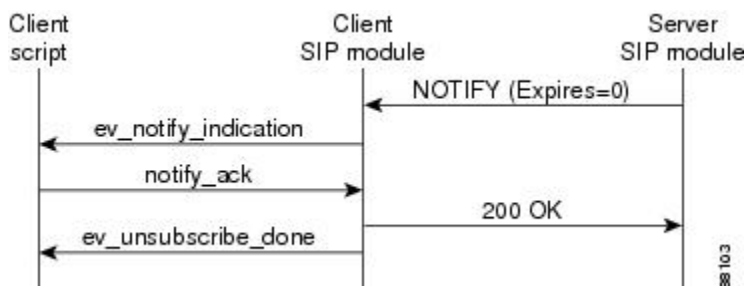 Client
script
Client
SIP module
Server
SIP module
NOTIFY (Expires=0)
ev_notify_indication
notify_ack
200 OK
ev_unsubscribe_done
88103